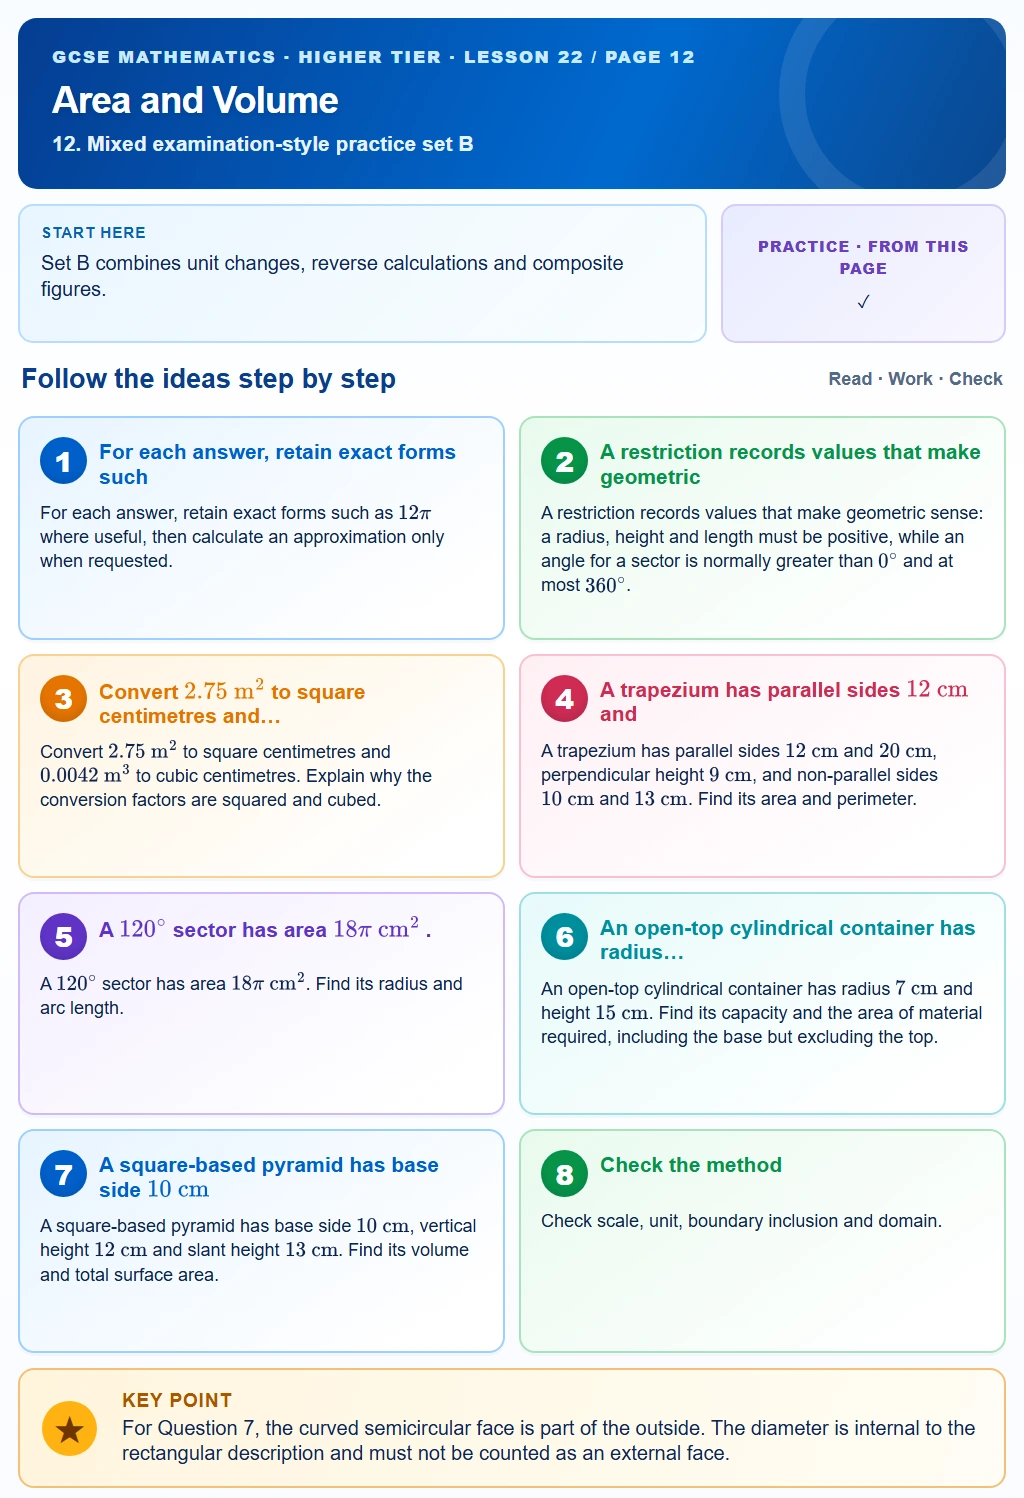 GCSE MATHEMATICS · HIGHER TIER · LESSON 22 / PAGE 12
Area and Volume
12. Mixed examination-style practice set B
START HERE
Set B combines unit changes, reverse calculations and composite
figures.
PRACTICE · FROM THIS
PAGE
✓
Follow the ideas step by step
Read · Work · Check
1
For each answer, retain exact forms
such
For each answer, retain exact forms such as 12π
where useful, then calculate an approximation only
when requested.
2
A restriction records values that make
geometric
A restriction records values that make geometric sense:
a radius, height and length must be positive, while an
angle for a sector is normally greater than 0° and at
most 360°.
3
Convert 2.75 m² to square
centimetres and…
Convert 2.75 m² to square centimetres and
0.0042 m³ to cubic centimetres. Explain why the
conversion factors are squared and cubed.
4
A trapezium has parallel sides 12 cm
and
A trapezium has parallel sides 12 cm and 20 cm,
perpendicular height 9 cm, and non-parallel sides
10 cm and 13 cm. Find its area and perimeter.
5
A 120° sector has area 18π cm² .
A 120° sector has area 18π cm². Find its radius and
arc length.
6
An open-top cylindrical container has
radius…
An open-top cylindrical container has radius 7 cm and
height 15 cm. Find its capacity and the area of material
required, including the base but excluding the top.
7
A square-based pyramid has base
side 10 cm
A square-based pyramid has base side 10 cm, vertical
height 12 cm and slant height 13 cm. Find its volume
and total surface area.
8
Check the method
Check scale, unit, boundary inclusion and domain.
KEY POINT
For Question 7, the curved semicircular face is part of the outside. The diameter is internal to the
rectangular description and must not be counted as an external face.